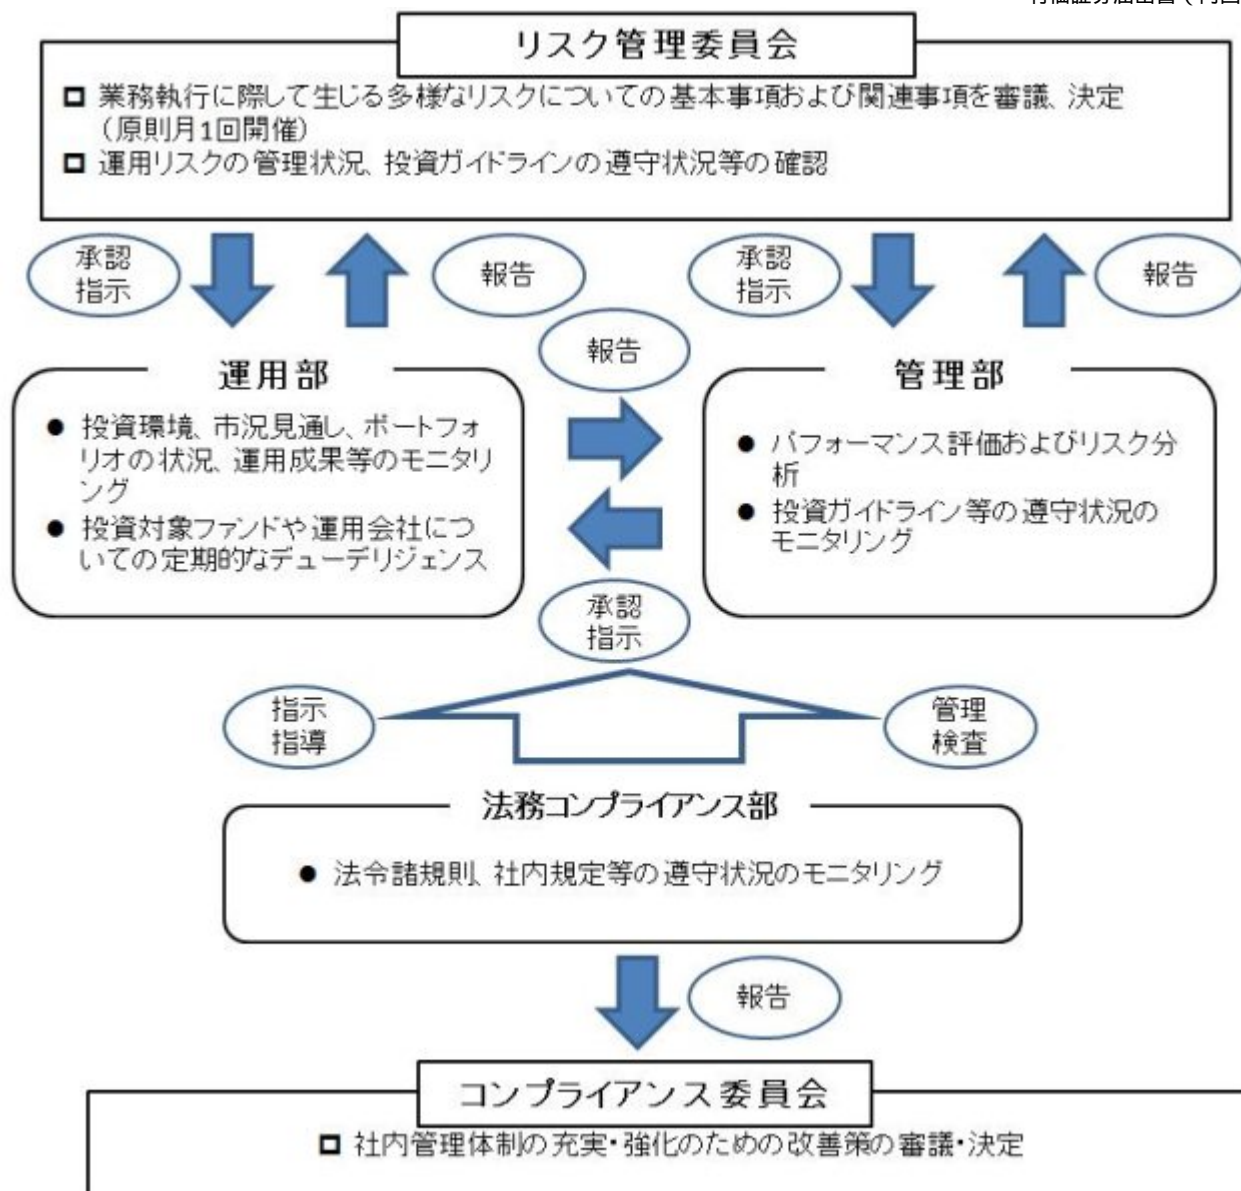 リスク管理委員会
業務執行に際して生じる多様なリスクについての基本事項および関連事項を審議、決定
（原則月1回開催）
運用リスクの管理状況、投資ガイドラインの遵守状況等の確認
承認
指示
報告
承認
指示
報告
報告
運用部
● 投資環境、市況見通し、ポートフォ
リオの状況、運用成果等のモニタリ
ング
● 投資対象ファンドや運用会社につ
いての定期的なデューデリジェンス
管理部
● パフォーマンス評価およびリスク分
析
● 投資ガイドライン等の遵守状況の
モニタリング
承認
指示
指示
指導
管理
検査
法務コンプライアンス部
● 法令諸規則、社内規定等の遵守状況のモニタリング
報告
コンプライアンス委員会
社内管理体制の充実・強化のための改善策の審議・決定